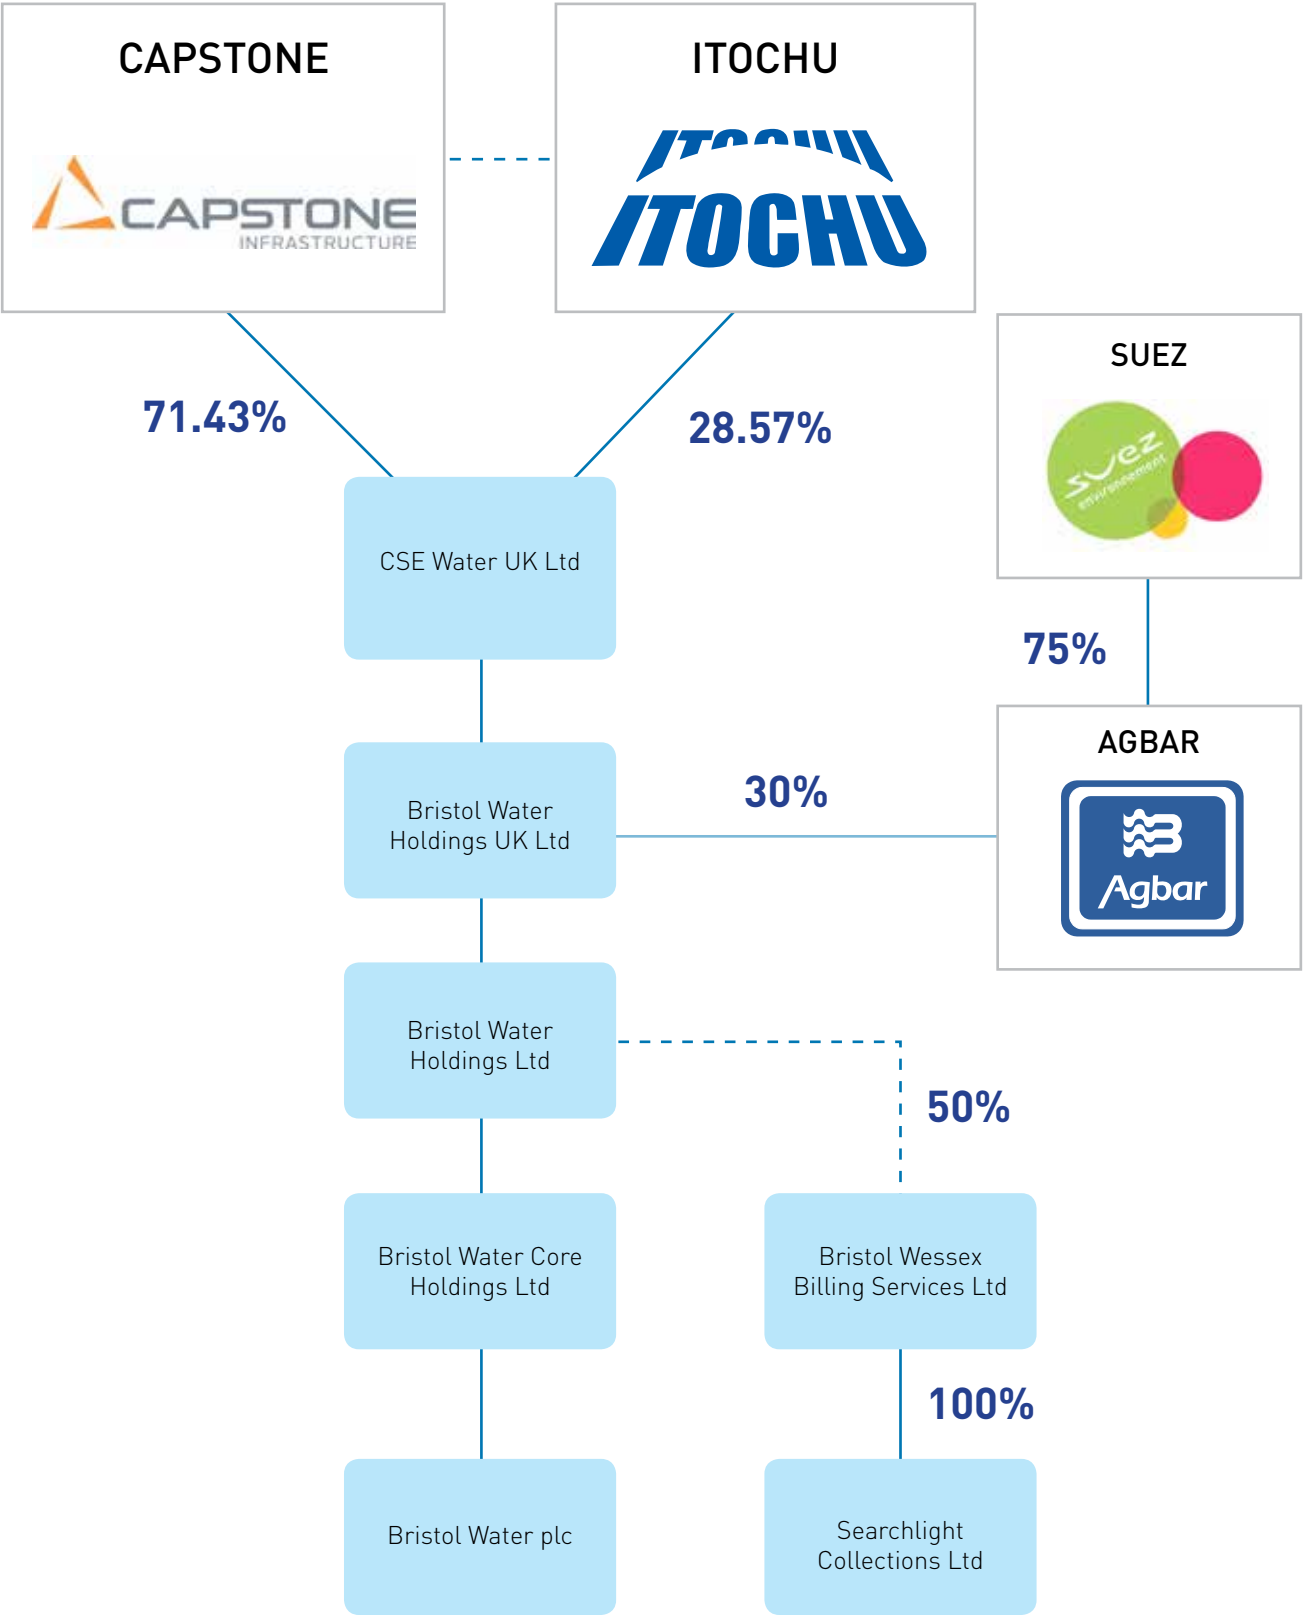 CAPSTONE
CAPSTONE
INFRASTRUCTURE
ITOCHU
ITOCHU
ITOCHU
71.43%
28.57%
SUEZ
suez
environnement
CSE Water UK Ltd
75%
AGBAR
Agbar
30%
Bristol Water
Holdings UK Ltd
Bristol Water
Holdings Ltd
50%
Bristol Water Core
Holdings Ltd
Bristol Wessex
Billing Services Ltd
100%
Bristol Water plc
Searchlight
Collections Ltd